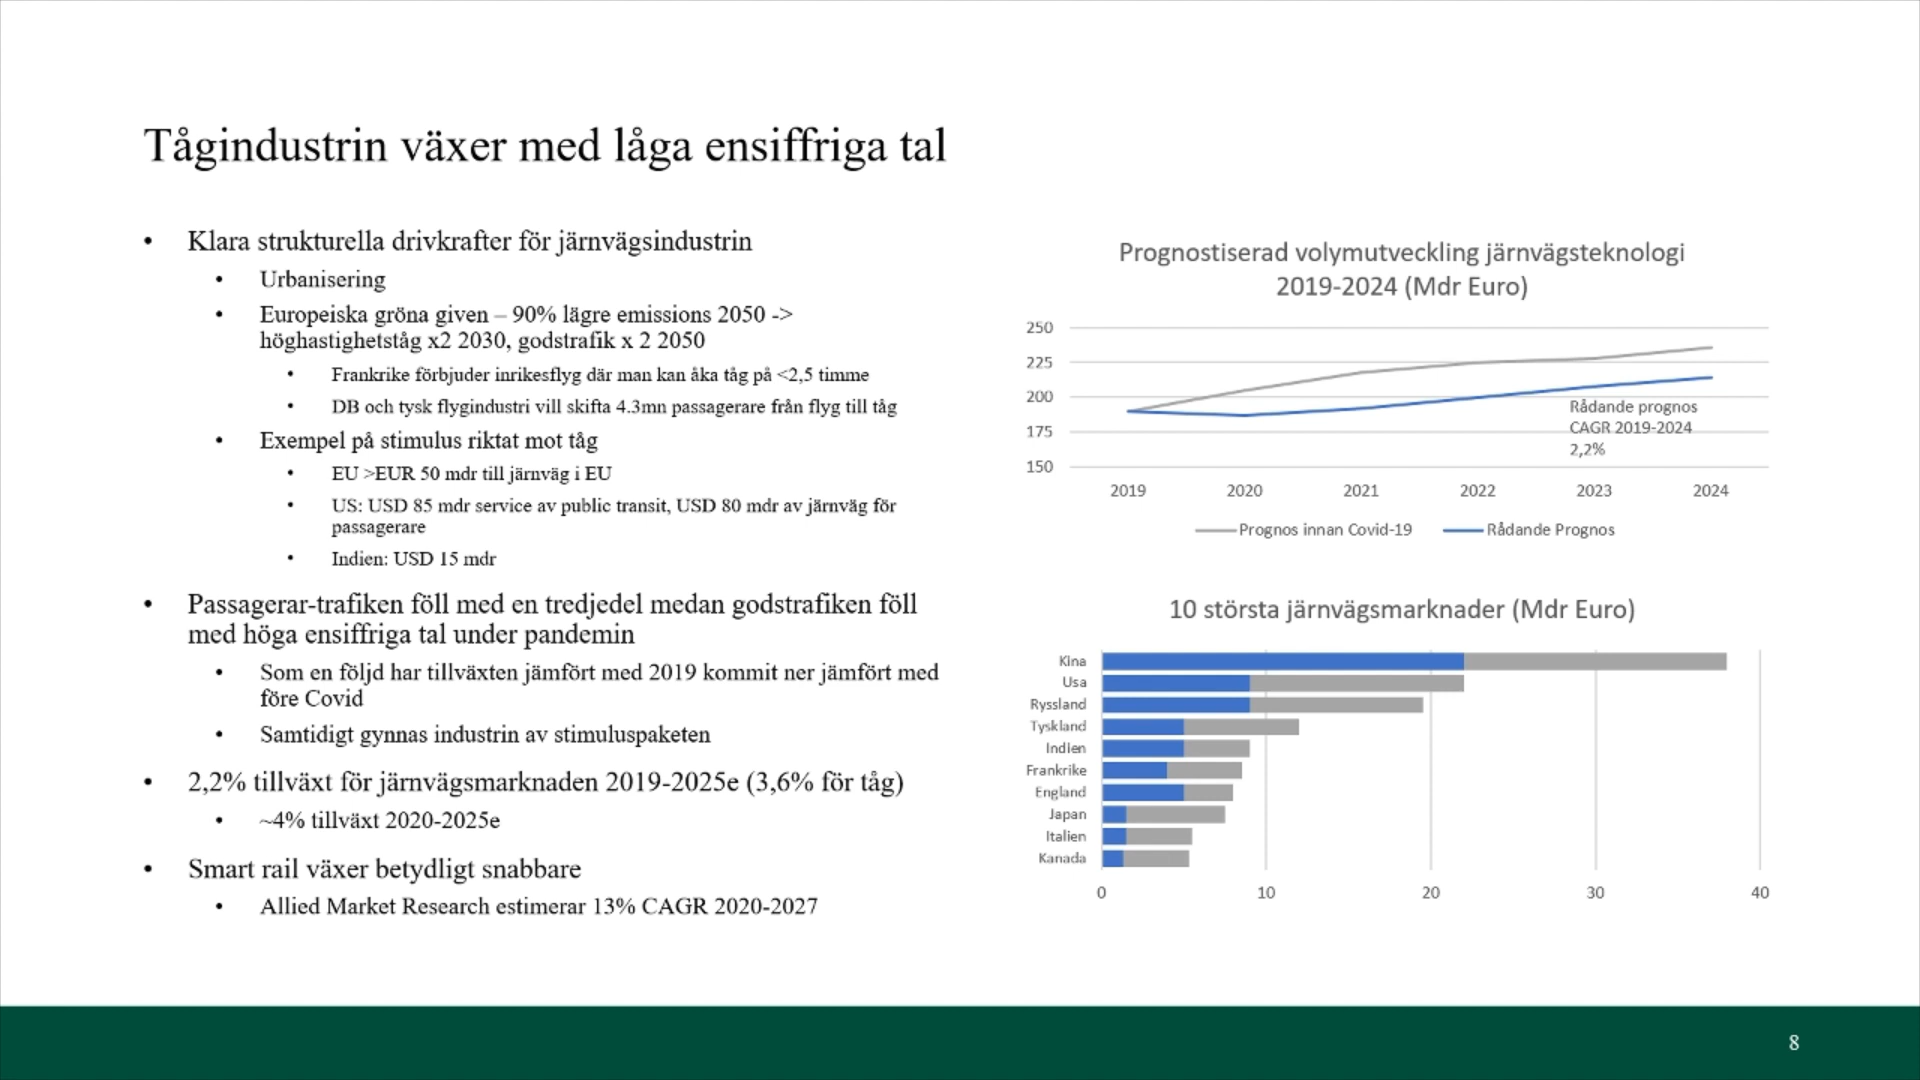 Tågindustrin växer med låga ensiffriga tal
• Klara strukturella drivkrafter för järnvägsindustrin
• Urbanisering
• Europeiska gröna given – 90% lägre emissions 2050 ->
höghastighetståg x2 2030, godstrafik x 2 2050
• Frankrike förbjuder inrikesflyg där man kan åka tåg på <2,5 timme
• DB och tysk flygindustri vill skifta 4.3mn passagerare från flyg till tåg
• Exempel på stimulus riktat mot tåg
• EU >EUR 50 mdr till järnväg i EU
• US: USD 85 mdr service av public transit, USD 80 mdr av järnväg för
passagerare
• Indien: USD 15 mdr
• Passagerar-trafiken föll med en tredjedel medan godstrafiken föll
med höga ensiffriga tal under pandemin
• Som en följd har tillväxten jämfört med 2019 kommit ner jämfört med
före Covid
• Samtidigt gynnas industrin av stimuluspaketen
• 2,2% tillväxt för järnvägsmarknaden 2019-2025e (3,6% för tåg)
• ~4% tillväxt 2020-2025e
• Smart rail växer betydligt snabbare
• Allied Market Research estimerar 13% CAGR 2020-2027
Prognostiserad volymutveckling järnvägsteknologi
2019-2024 (Mdr Euro)
250
225
200
175
150
Rådande prognos
CAGR 2019-2024
2,2%
2019 2020 2021 2022 2023 2024
Prognos innan Covid-19 Rådande Prognos
10 största järnvägsmarknader (Mdr Euro)
Kina
Usa
Ryssland
Tyskland
Indien
Frankrike
England
Japan
Italien
Kanada
0 10 20 30 40
8